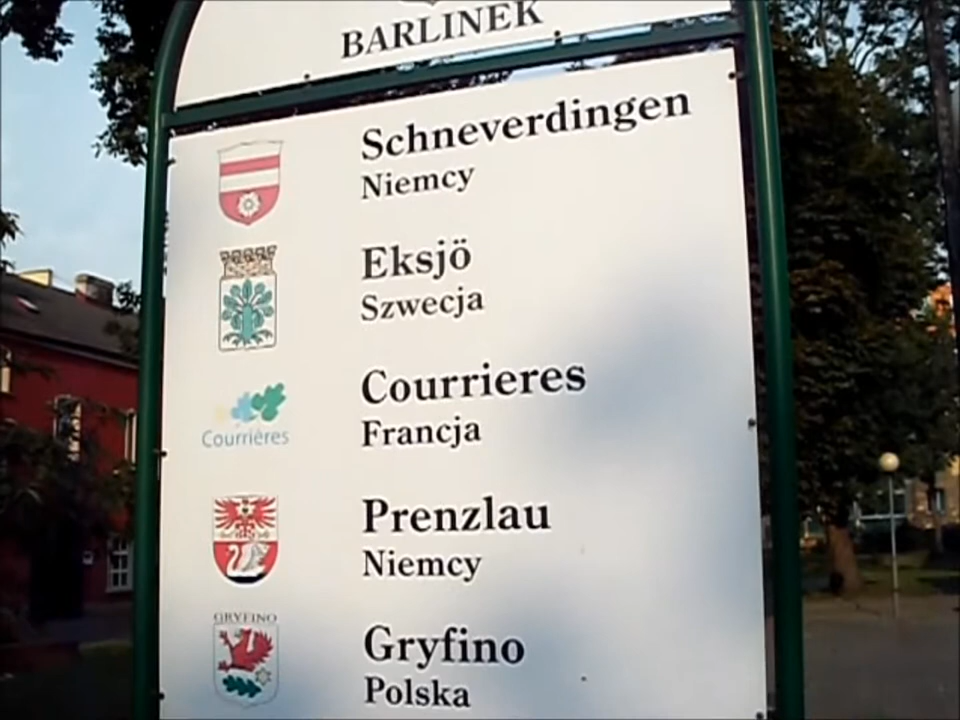 BARLINEK
Schneverdingen
Niemcy
Eksjö
Szwecja
Courrières
Courrieres
Francja
Prenzlau
Niemcy
GRYFINO
Gryfino
Polska